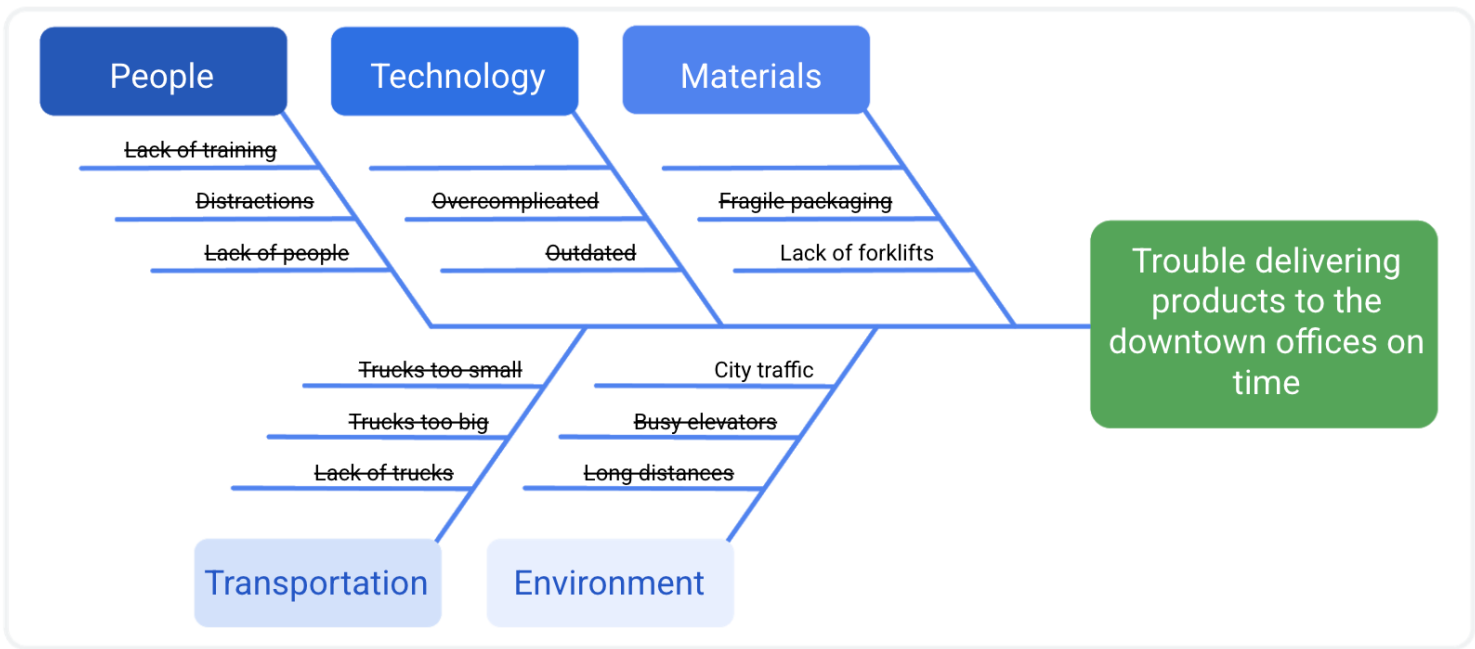 People
Technology
Materials
Lack of training
Distractions
Overcomplicated
Fragile packaging
Lack of people
Outdated
Lack of forklifts
Trouble delivering
products to the
downtown offices on
time
Trucks too small
City traffic
Trucks too big
Busy elevators
Lack of trucks
Long distances
Transportation
Environment